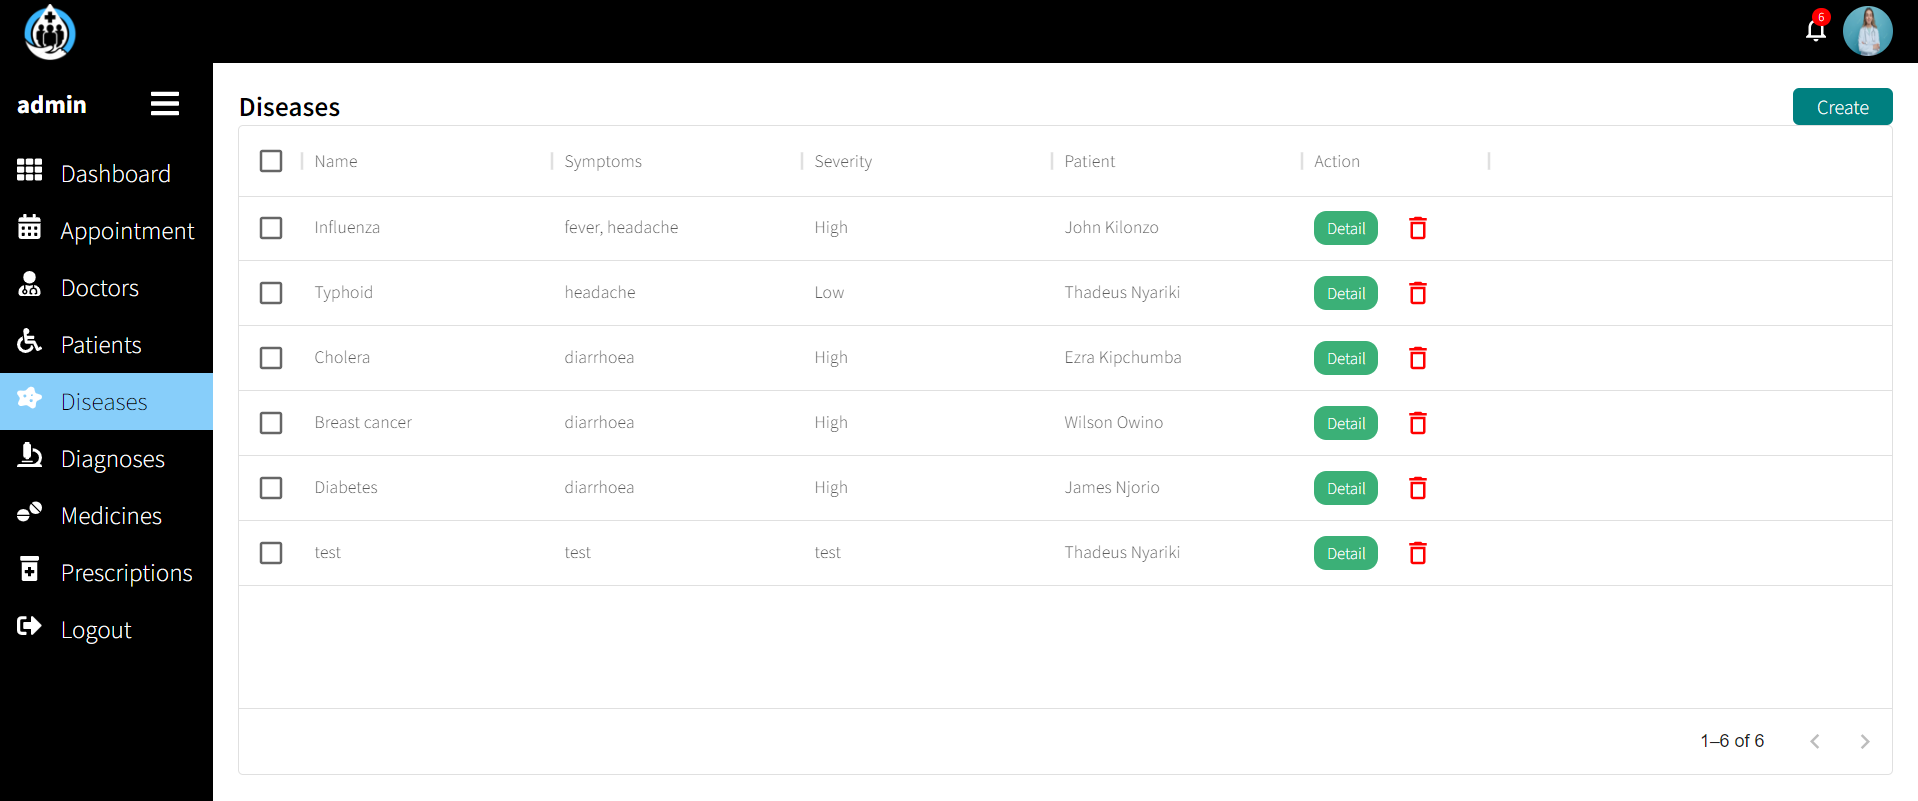 6
admin
Dashboard
Appointment
Doctors
Patients
Diseases
Diagnoses
Medicines
Prescriptions
Logout
Diseases
Create
Name Symptoms Severity Patient Action
Influenza fever, headache High John Kilonzo Detail
Typhoid headache Low Thadeus Nyariki Detail
Cholera diarrhoea High Ezra Kipchumba Detail
Breast cancer diarrhoea High Wilson Owino Detail
Diabetes diarrhoea High James Njorio Detail
test test test Thadeus Nyariki Detail
1–6 of 6